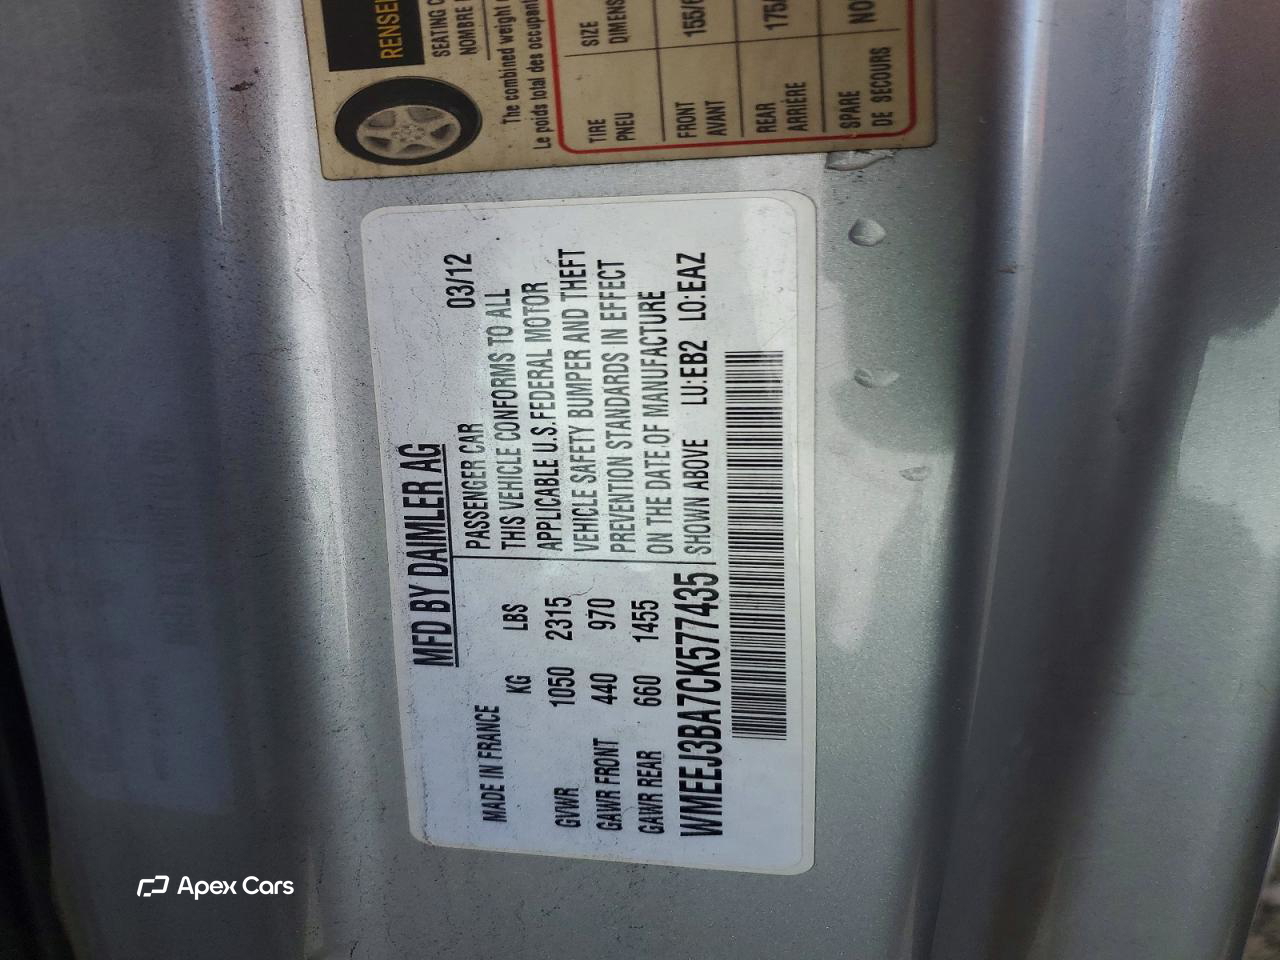 RENSEI
SEATING C
NOMBRE
The combined weight
Le poids total des occupant
TIRE SIZE
PNEU
FRONT 155/6
AVANT
REAR 175/
ARRIÈRE
SPARE NO
DE SECOURS
MFD BY DAIMLER AG
MADE IN FRANCE
KG LBS
GVWR 1050 2315
GAWR FRONT 440 970
GAWR REAR 660 1455
PASSENGER CAR 03/12
THIS VEHICLE CONFORMS TO ALL
APPLICABLE U.S.FEDERAL MOTOR
VEHICLE SAFETY BUMPER AND THEFT
PREVENTION STANDARDS IN EFFECT
ON THE DATE OF MANUFACTURE
SHOWN ABOVE LU:EB2 LO:EAZ
WMEEJ3BA7CK577435
Apex Cars